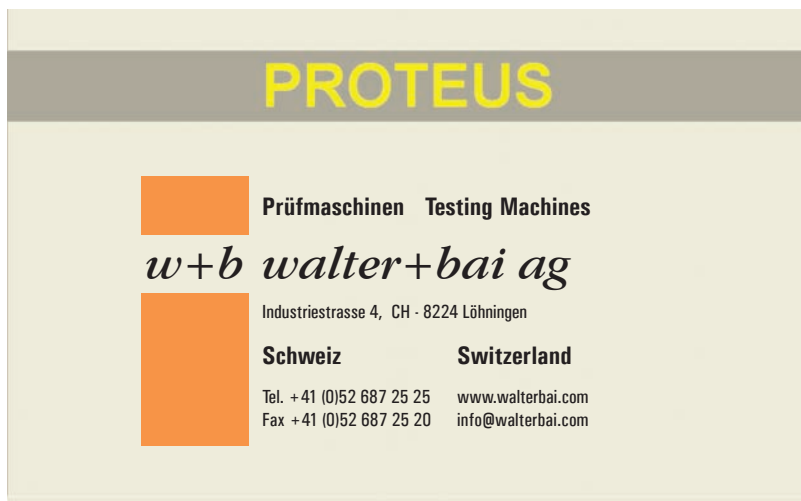 PROTEUS
Prüfmaschinen Testing Machines
w+b walter+bai ag
Industriestrasse 4, CH - 8224 Löhningen
Schweiz Switzerland
Tel. +41 (0)52 687 25 25 www.walterbai.com
Fax +41 (0)52 687 25 20 info@walterbai.com